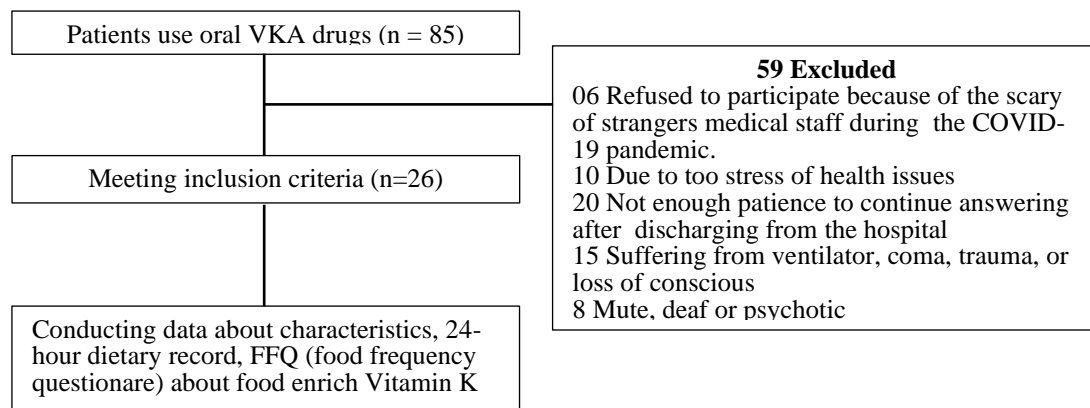 Patients use oral VKA drugs (n = 85)
59 Excluded
06 Refused to participate because of the scary
of strangers medical staff during the COVID-
19 pandemic.
10 Due to too stress of health issues
20 Not enough patience to continue answering
after discharging from the hospital
15 Suffering from ventilator, coma, trauma, or
loss of conscious
8 Mute, deaf or psychotic
Meeting inclusion criteria (n=26)
Conducting data about characteristics, 24-
hour dietary record, FFQ (food frequency
questionare) about food enrich Vitamin K